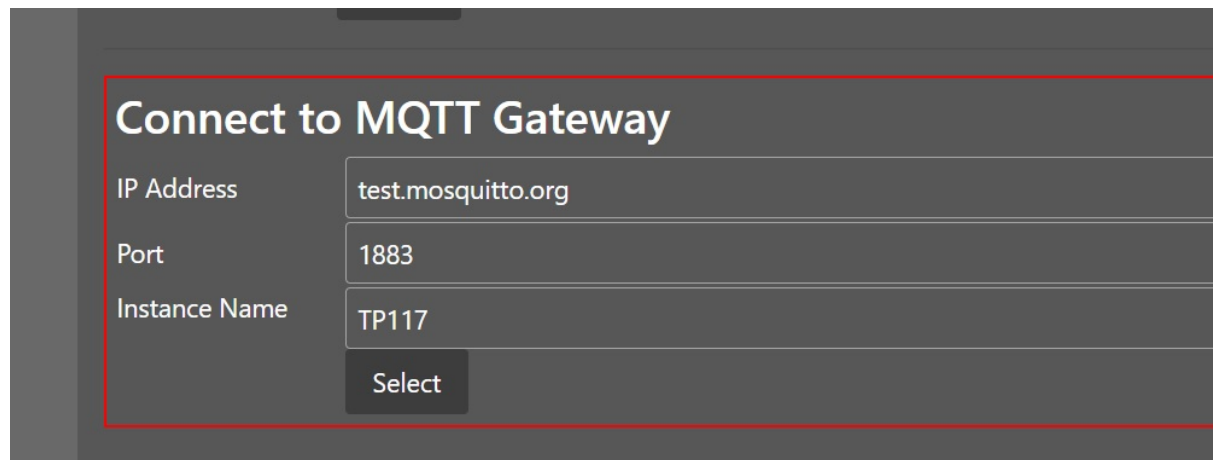 Connect to MQTT Gateway
IP Address test.mosquitto.org
Port 1883
Instance Name TP117
Select